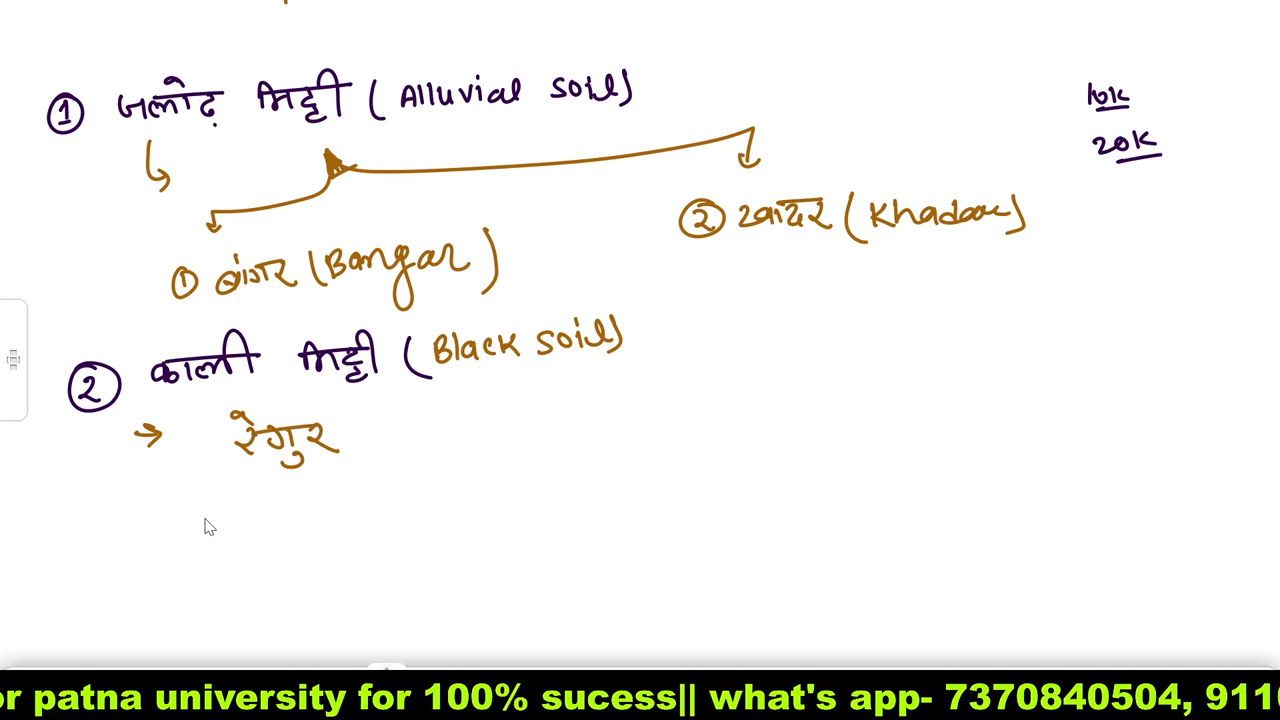 ① जलोढ़ मिट्टी (Alluvial soil)
10K
20K
② खादर (Khadar)
① बांगर (Bangar)
② काली मिट्टी (Black soil)
→ रेगुर
or patna university for 100% sucess|| what's app- 7370840504, 9110